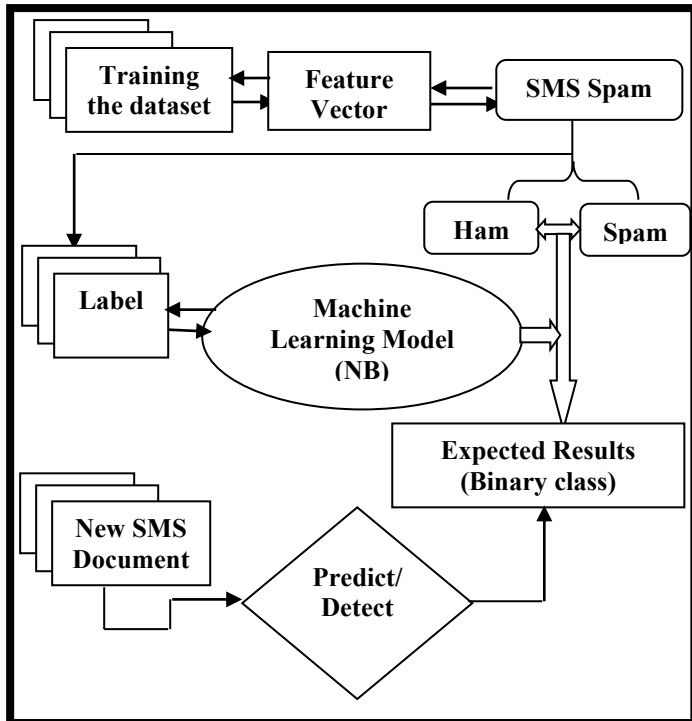 Training
the dataset
Feature
Vector
SMS Spam
Ham
Spam
Label
Machine
Learning Model
(NB)
Expected Results
(Binary class)
New SMS
Document
Predict/
Detect